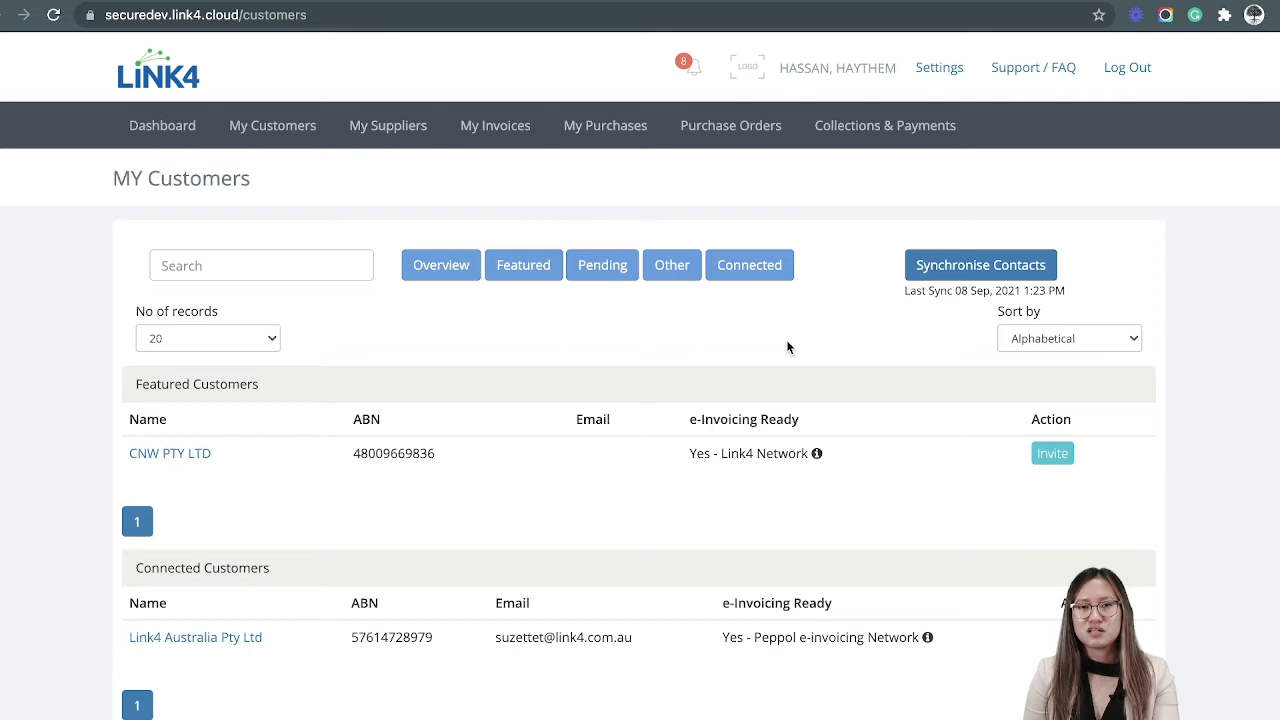 securedev.link4.cloud/customers
LiNK4
8
LOGO
HASSAN, HAYTHEM
Settings
Support / FAQ
Log Out
Dashboard
My Customers
My Suppliers
My Invoices
My Purchases
Purchase Orders
Collections & Payments
MY Customers
Search
Overview
Featured
Pending
Other
Connected
Synchronise Contacts
Last Sync 08 Sep, 2021 1:23 PM
No of records
Sort by
20
Alphabetical
Featured Customers
Name ABN Email e-Invoicing Ready Action
CNW PTY LTD 48009669836 Yes - Link4 Network Invite
1
Connected Customers
Name ABN Email e-Invoicing Ready
Link4 Australia Pty Ltd 57614728979 suzettet@link4.com.au Yes - Peppol e-invoicing Network
1